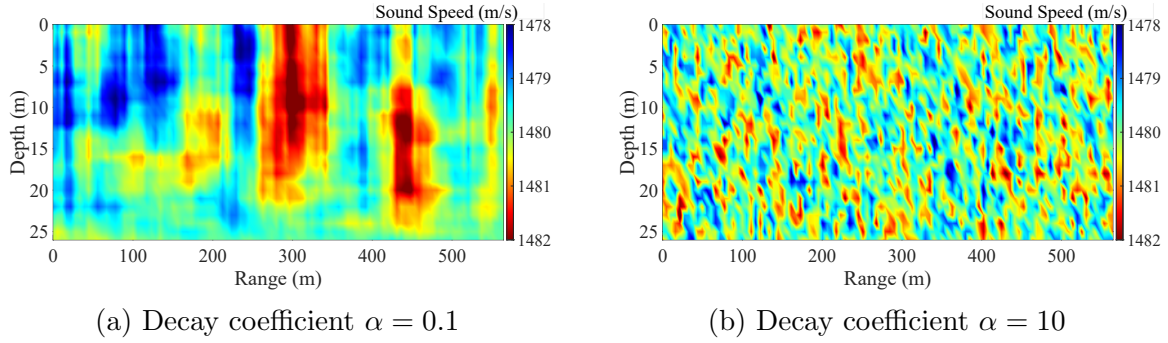 Sound Speed (m/s)
0
5
10
15
20
25
Depth (m)
0 100 200 300 400 500
Range (m)
1478
1479
1480
1481
1482
(a) Decay coefficient α = 0.1
Sound Speed (m/s)
0
5
10
15
20
25
Depth (m)
0 100 200 300 400 500
Range (m)
1478
1479
1480
1481
1482
(b) Decay coefficient α = 10